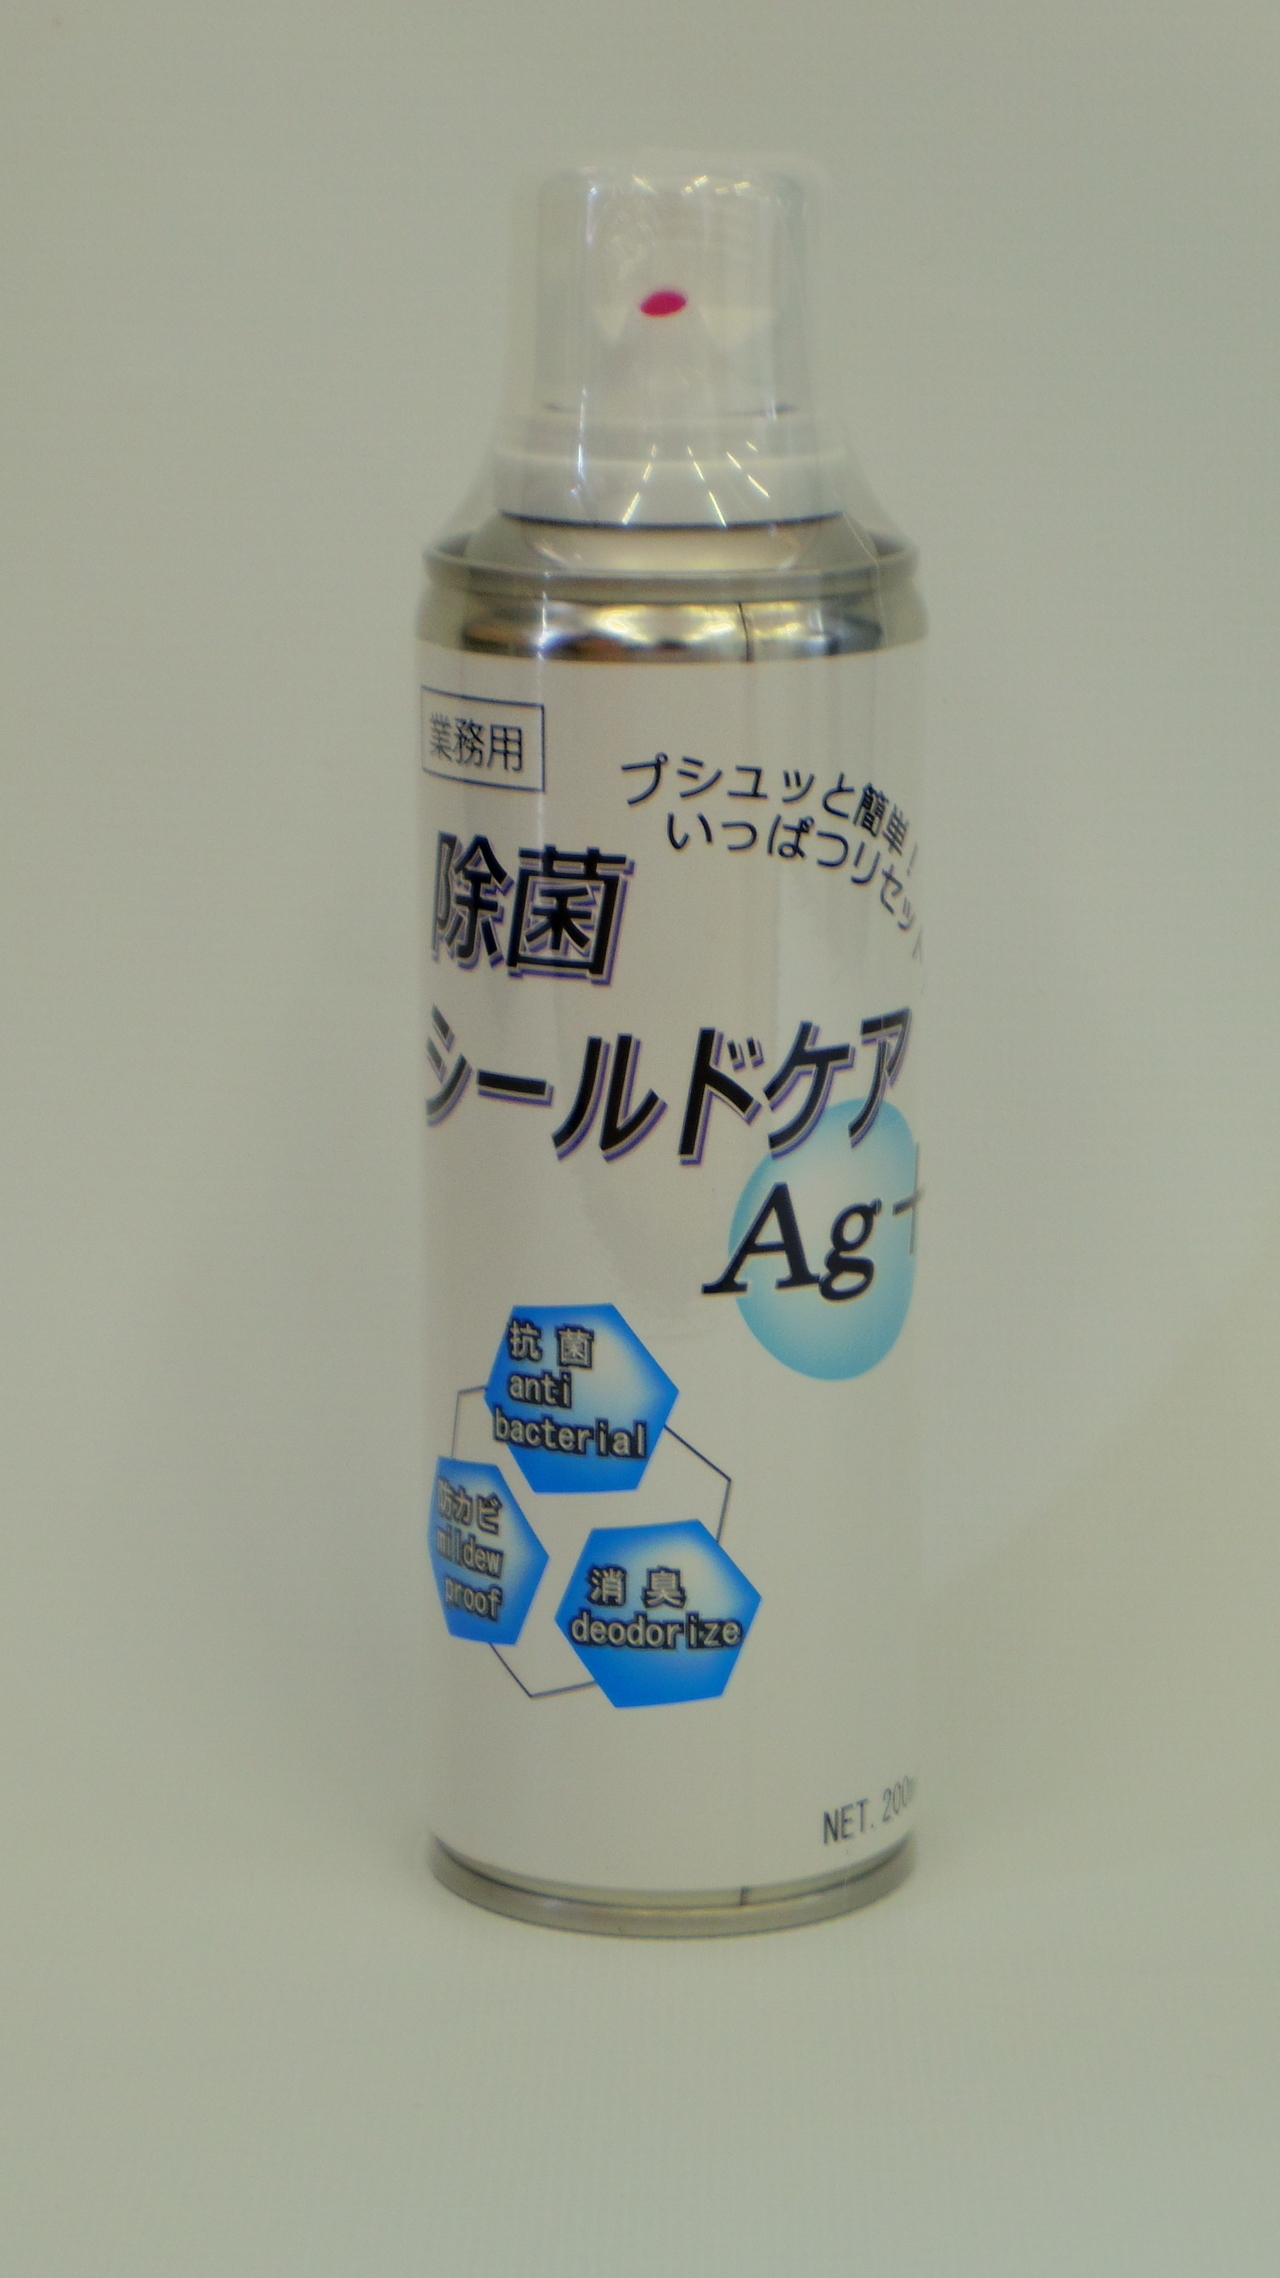 業務用
プシュッと簡単!
いっぱつリセット
除菌
シールドケア
Ag+
抗菌
anti
bacterial
防カビ
mildew
proof
消臭
deodorize
NET. 200